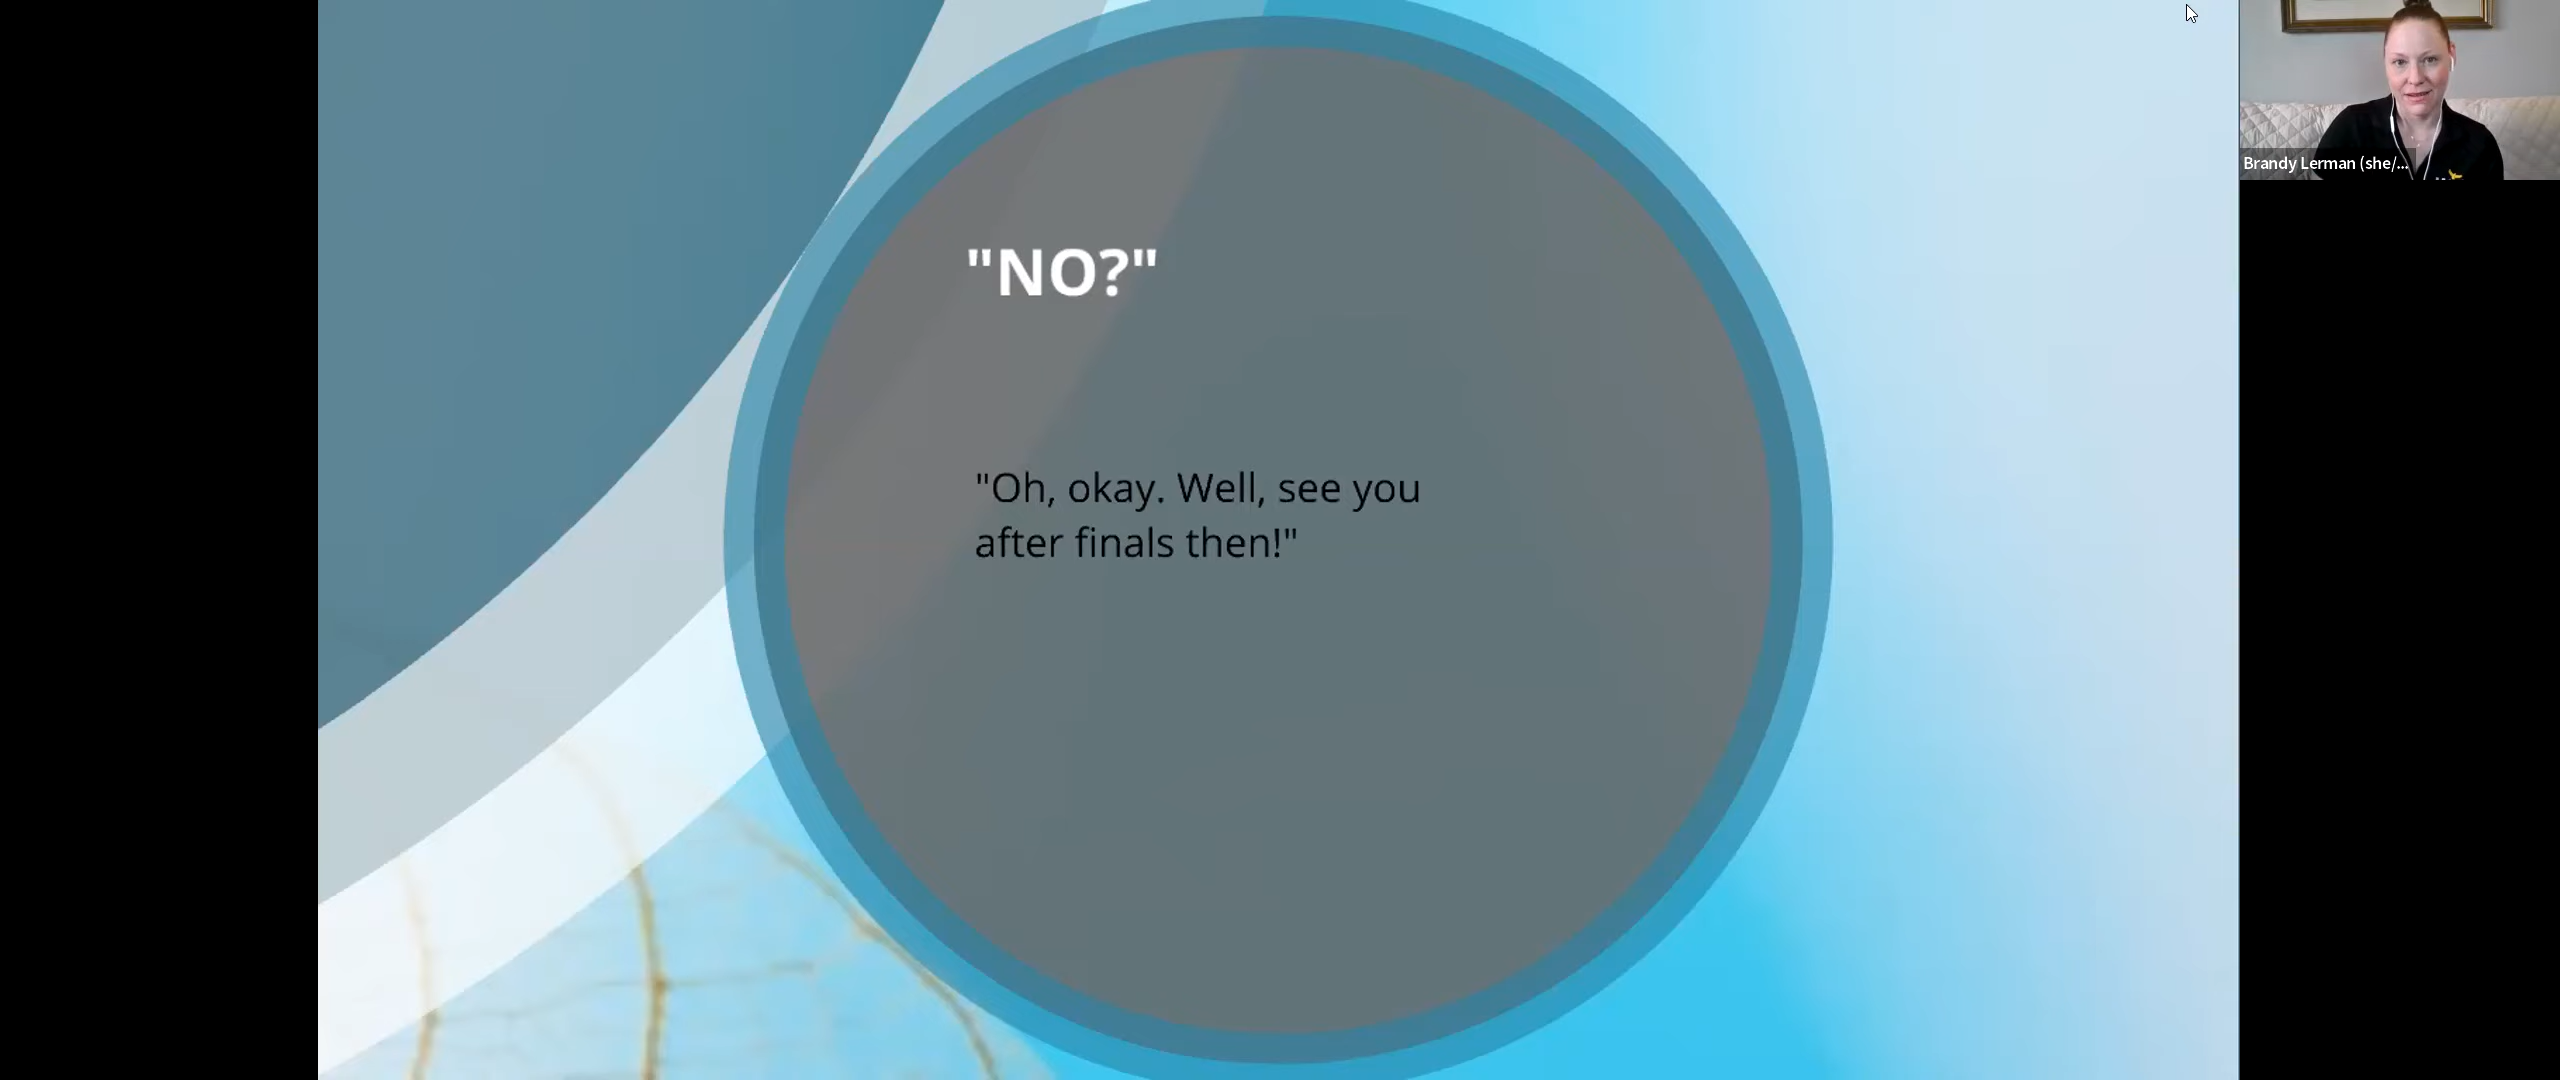 "NO?"
"Oh, okay. Well, see you
after finals then!"
Brandy Lerman (she/...